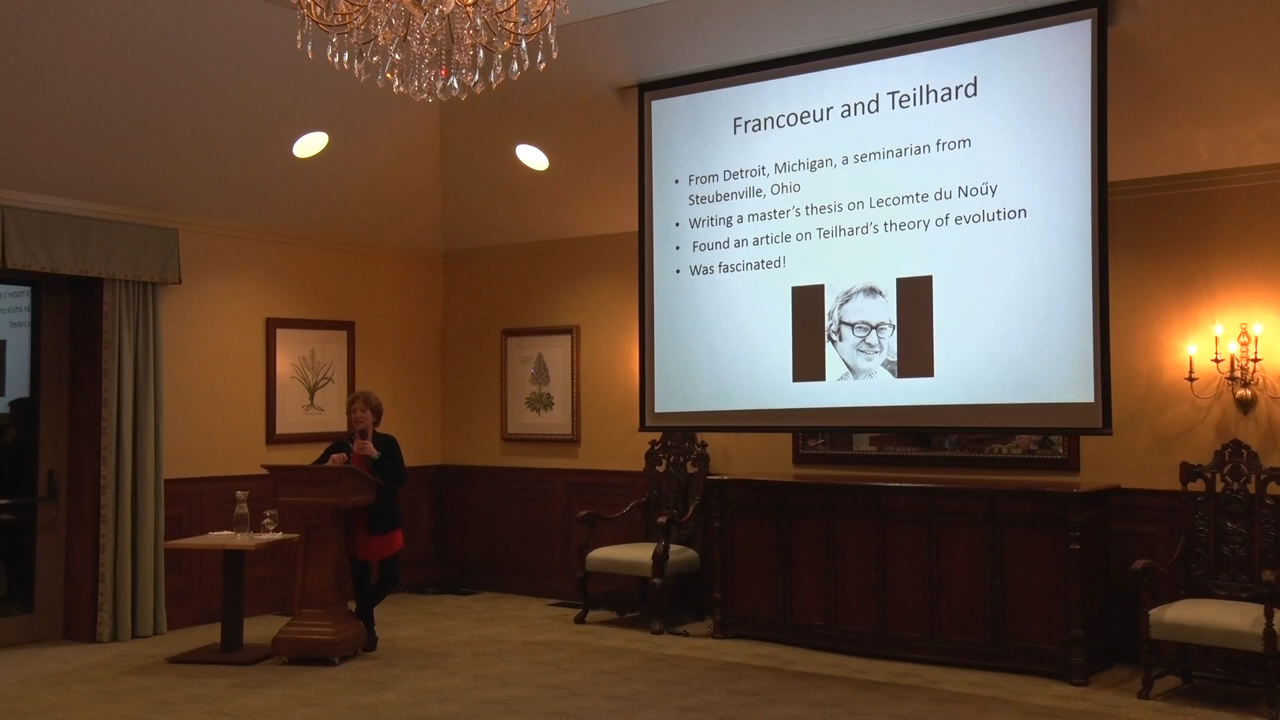 Francoeur and Teilhard
• From Detroit, Michigan, a seminarian from
Steubenville, Ohio
• Writing a master's thesis on Lecomte du Noűy
• Found an article on Teilhard's theory of evolution
• Was fascinated!